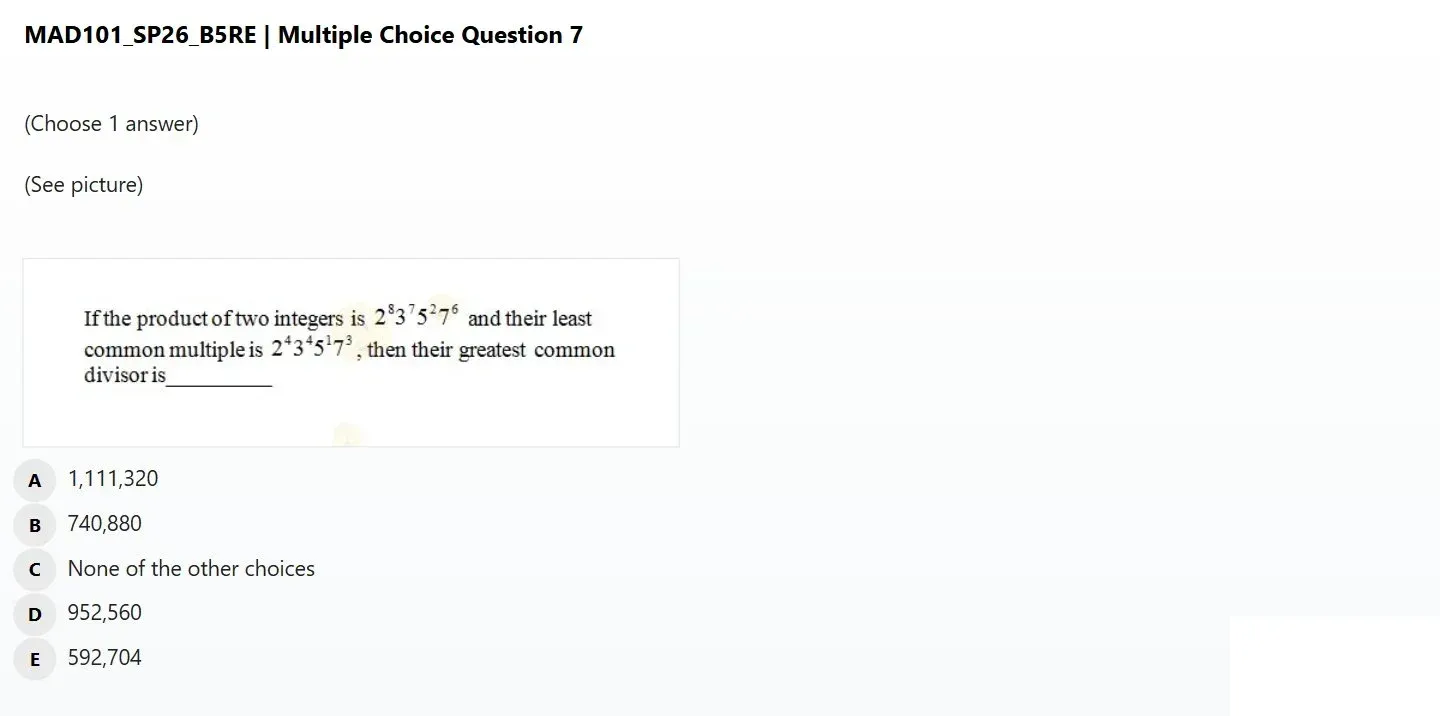 MAD101_SP26_B5RE | Multiple Choice Question 7
(Choose 1 answer)
(See picture)
If the product of two integers is 2⁸3⁷5²7⁶ and their least
common multiple is 2⁴3⁴5¹7³, then their greatest common
divisor is__________
A 1,111,320
B 740,880
C None of the other choices
D 952,560
E 592,704